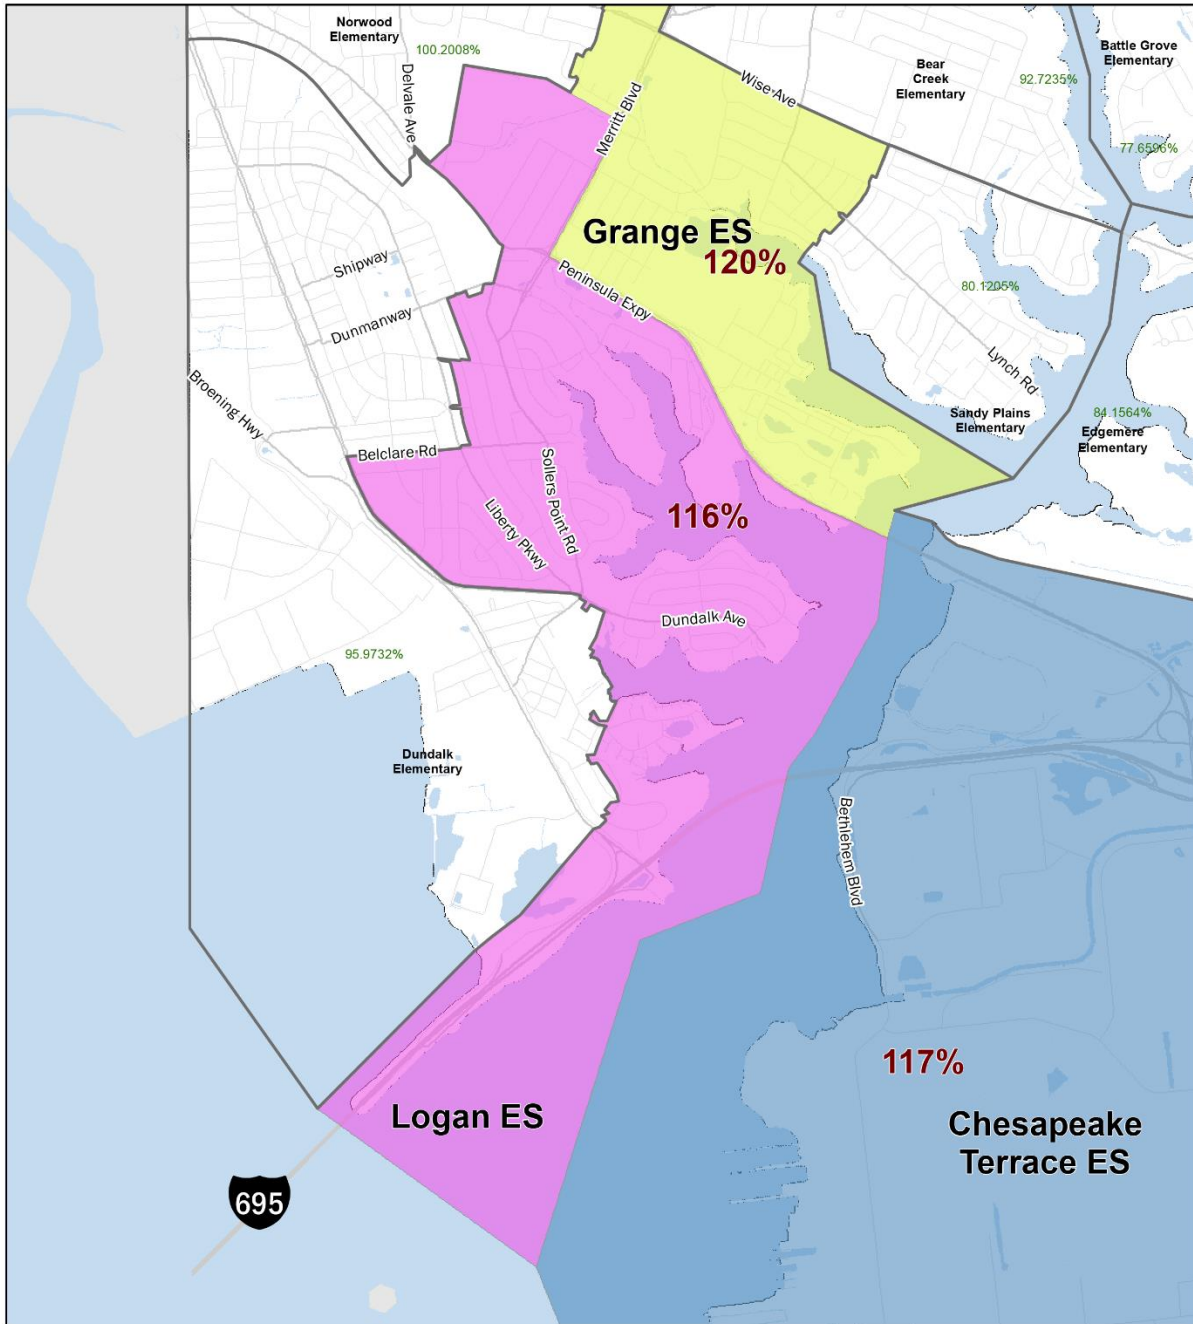 Norwood
Elementary
100.2008%
Delvale Ave
Merritt Blvd
Wise Ave
Bear
Creek
Elementary
92.7235%
Battle Grove
Elementary
77.6596%
Grange ES
120%
Shipway
Dunmanway
Peninsula Expy
80.1205%
Lynch Rd
Broening Hwy
Sandy Plains
Elementary
84.1564%
Edgemere
Elementary
Belclare Rd
Sollers Point Rd
Liberty Pkwy
116%
Dundalk Ave
95.9732%
Dundalk
Elementary
Bethlehem Blvd
117%
Logan ES
Chesapeake
Terrace ES
695